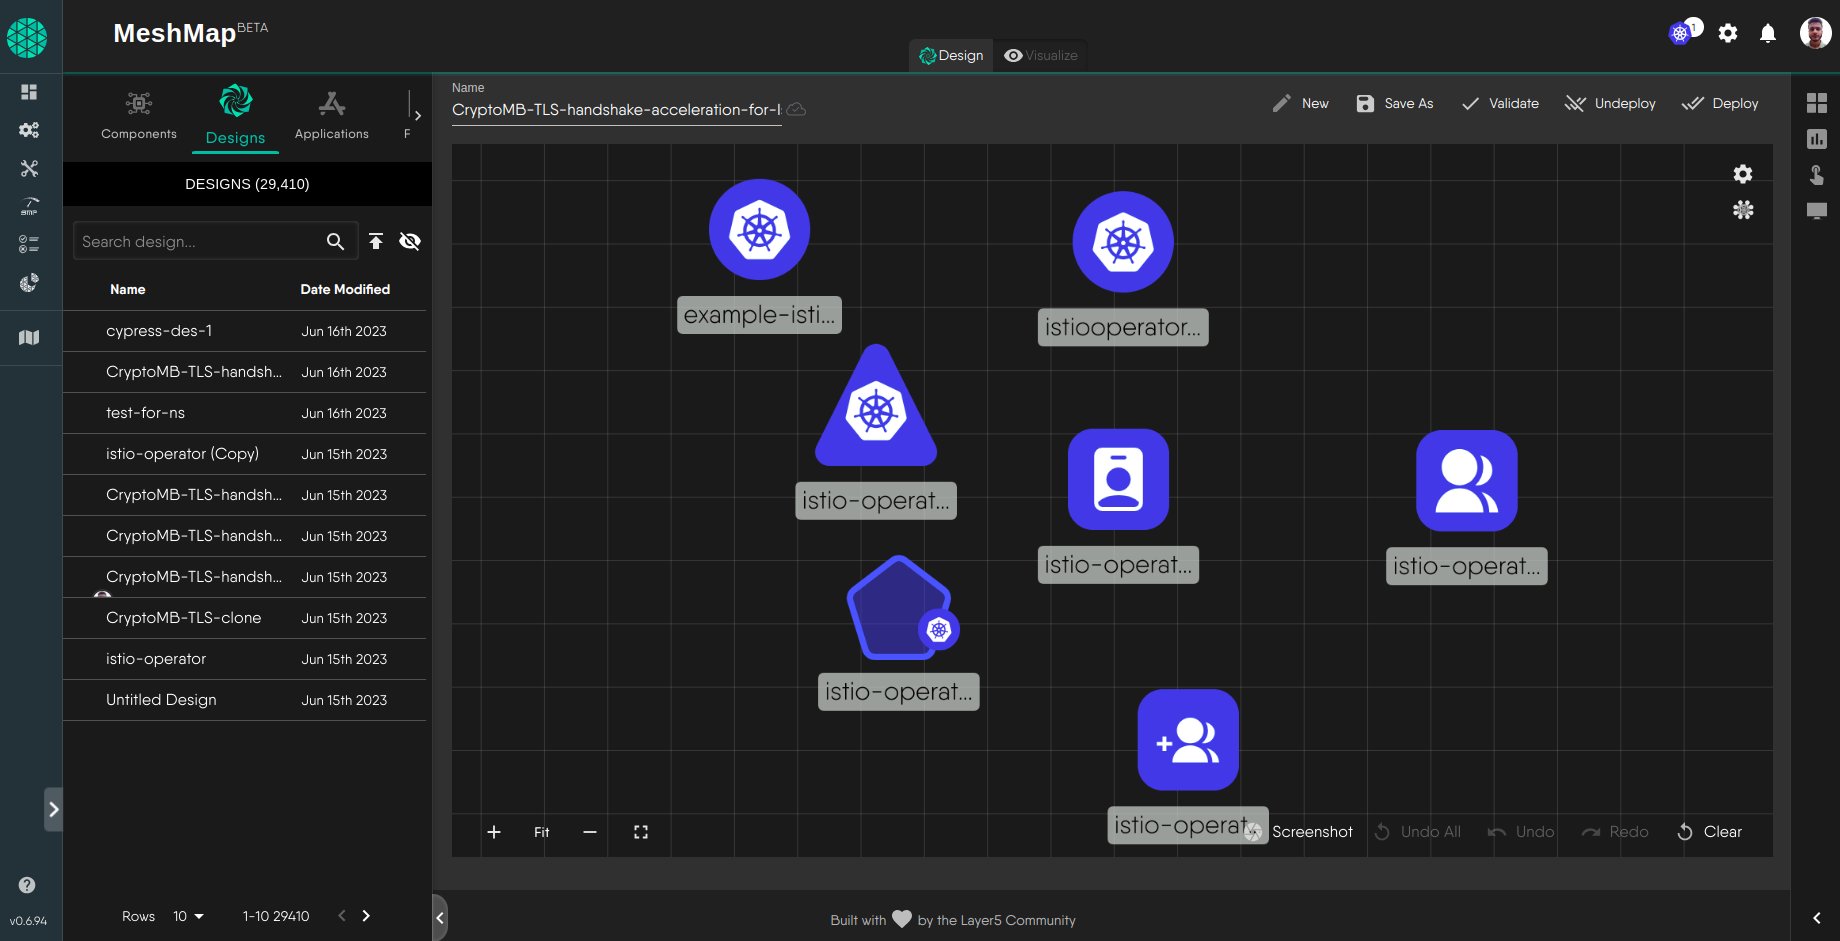 MeshMap BETA
1
Design
Visualize
Components
Designs
Applications
F
DESIGNS (29,410)
Search design...
Name
Date Modified
cypress-des-1
Jun 16th 2023
CryptoMB-TLS-handsh...
Jun 16th 2023
test-for-ns
Jun 16th 2023
istio-operator (Copy)
Jun 15th 2023
CryptoMB-TLS-handsh...
Jun 15th 2023
CryptoMB-TLS-handsh...
Jun 15th 2023
CryptoMB-TLS-handsh...
Jun 15th 2023
CryptoMB-TLS-clone
Jun 15th 2023
istio-operator
Jun 15th 2023
Untitled Design
Jun 15th 2023
Rows
10
1-10 29410
SMP
v0.6.94
Name
CryptoMB-TLS-handshake-acceleration-for-I
New
Save As
Validate
Undeploy
Deploy
example-isti...
istiooperator...
istio-operat...
istio-operat...
istio-operat...
istio-operat...
istio-operat...
Fit
Screenshot
Undo All
Undo
Redo
Clear
Built with
by the Layer5 Community